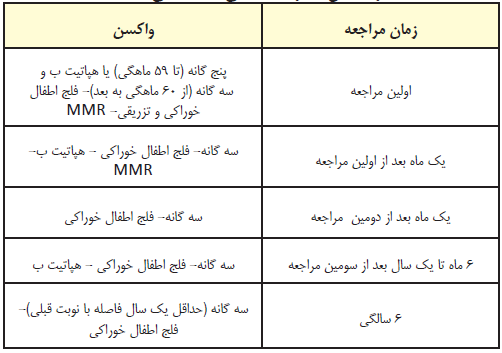 زمان مراجعه
واکسن
اولین مراجعه
پنج گانه (تا ۵۹ ماهگی) یا هپاتیت ب و
سه گانه (از ۶۰ ماهگی به بعد)- فلج اطفال
خوراکی و تزریقی- MMR
یک ماه بعد از اولین مراجعه
سه گانه- فلج اطفال خوراکی - هپاتیت ب-
MMR
یک ماه بعد از دومین مراجعه
سه گانه- فلج اطفال خوراکی
۶ ماه تا یک سال بعد از سومین مراجعه
سه گانه- فلج اطفال خوراکی - هپاتیت ب
۶ سالگی
سه گانه (حداقل یک سال فاصله با نوبت قبلی)-
فلج اطفال خوراکی